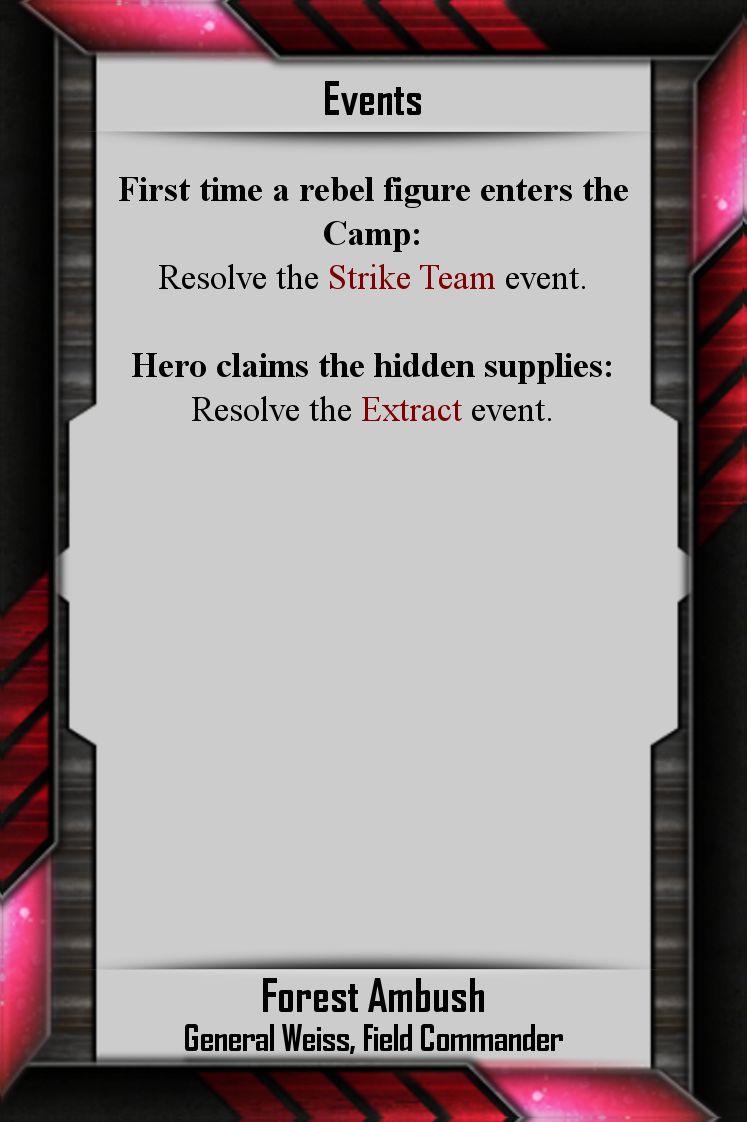 Events
First time a rebel figure enters the
Camp:
Resolve the Strike Team event.
Hero claims the hidden supplies:
Resolve the Extract event.
Forest Ambush
General Weiss, Field Commander